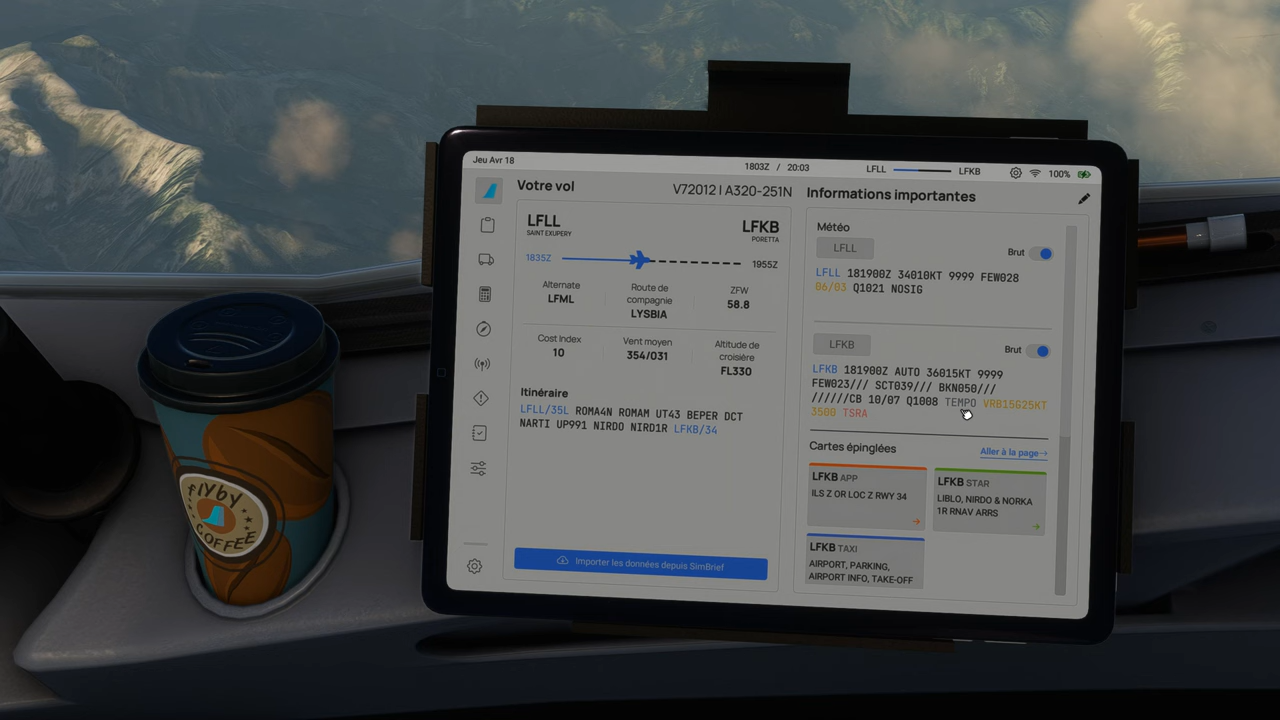 Jeu Avr 18
1803Z / 20:03
LFLL
LFKB
100%
Votre vol
V72012 | A320-251N
LFLL
SAINT EXUPERY
LFKB
PORETTA
1835Z
1955Z
Alternate
LFML
Route de
compagnie
LYSBIA
ZFW
58.8
Cost Index
10
Vent moyen
354/031
Altitude de
croisière
FL330
Itinéraire
LFLL/35L ROMA4N ROMAM UT43 BEPER DCT
NARTI UP991 NIRDO NIRD1R LFKB/34
Importer les données depuis SimBrief
Informations importantes
Météo
LFLL
Brut
LFLL 181900Z 34010KT 9999 FEW028
06/03 Q1021 NOSIG
LFKB
Brut
LFKB 181900Z AUTO 36015KT 9999
FEW023/// SCT039/// BKN050///
//////CB 10/07 Q1008 TEMPO VRB15G25KT
3500 TSRA
Cartes épinglées
Aller à la page→
LFKB APP
ILS Z OR LOC Z RWY 34
LFKB STAR
LIBLO, NIRDO & NORKA
1R RNAV ARRS
LFKB TAXI
AIRPORT, PARKING,
AIRPORT INFO, TAKE-OFF
flyby
COFFEE